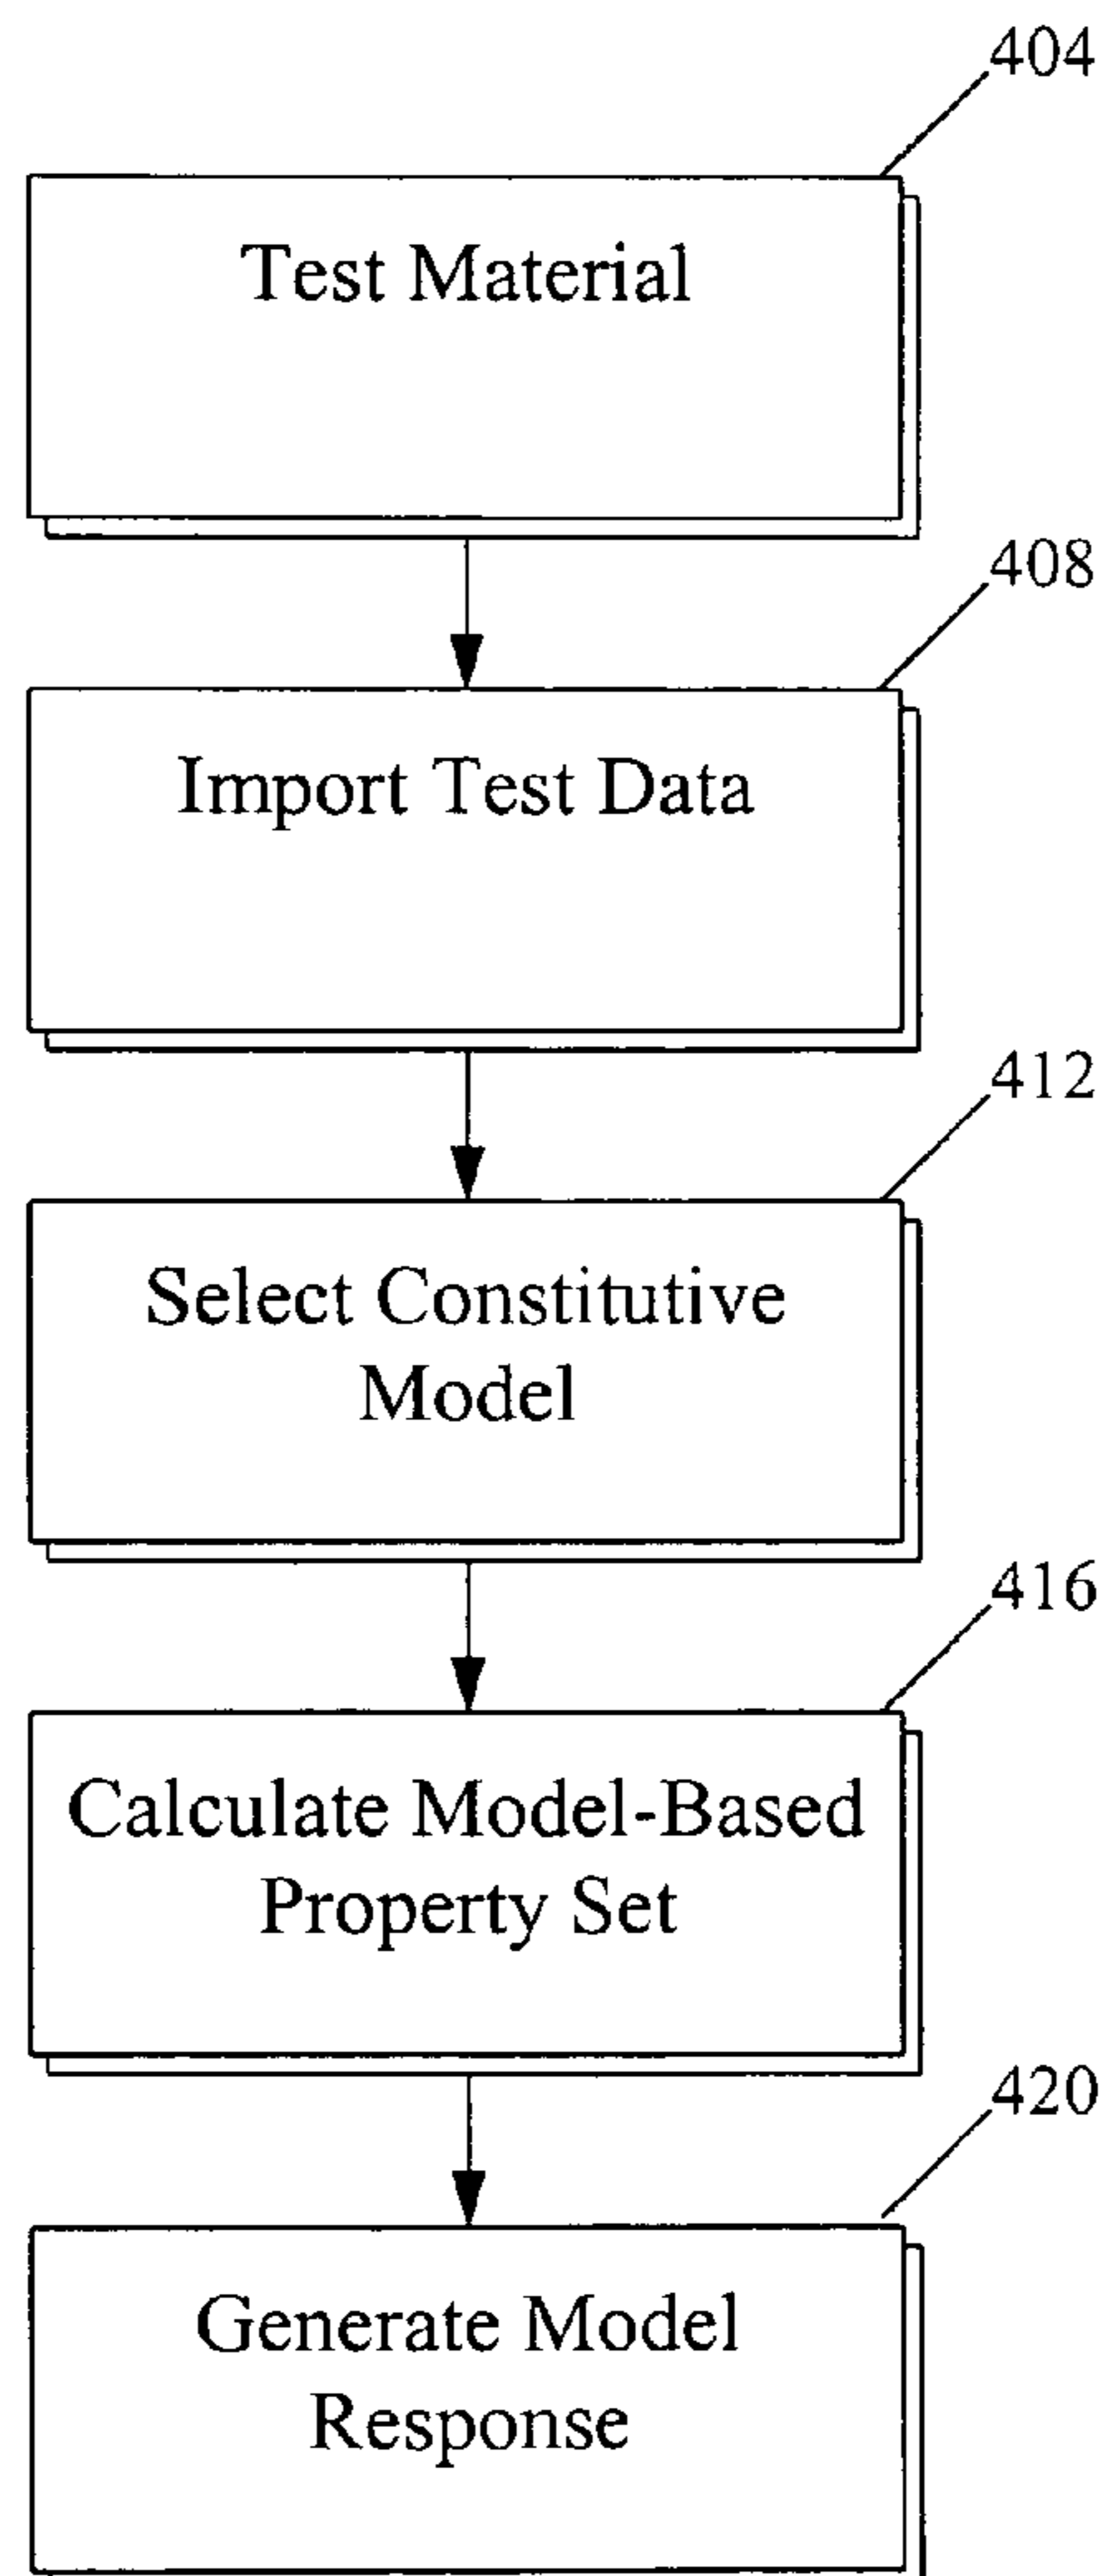 404
Test Material
408
Import Test Data
412
Select Constitutive
Model
416
Calculate Model-Based
Property Set
420
Generate Model
Response